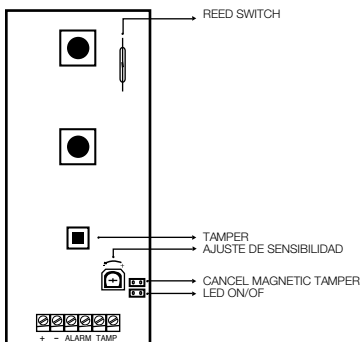 REED SWITCH
TAMPER
AJUSTE DE SENSIBILIDAD
- +
CANCEL MAGNETIC TAMPER
LED ON/OF
+ – ALARM TAMP